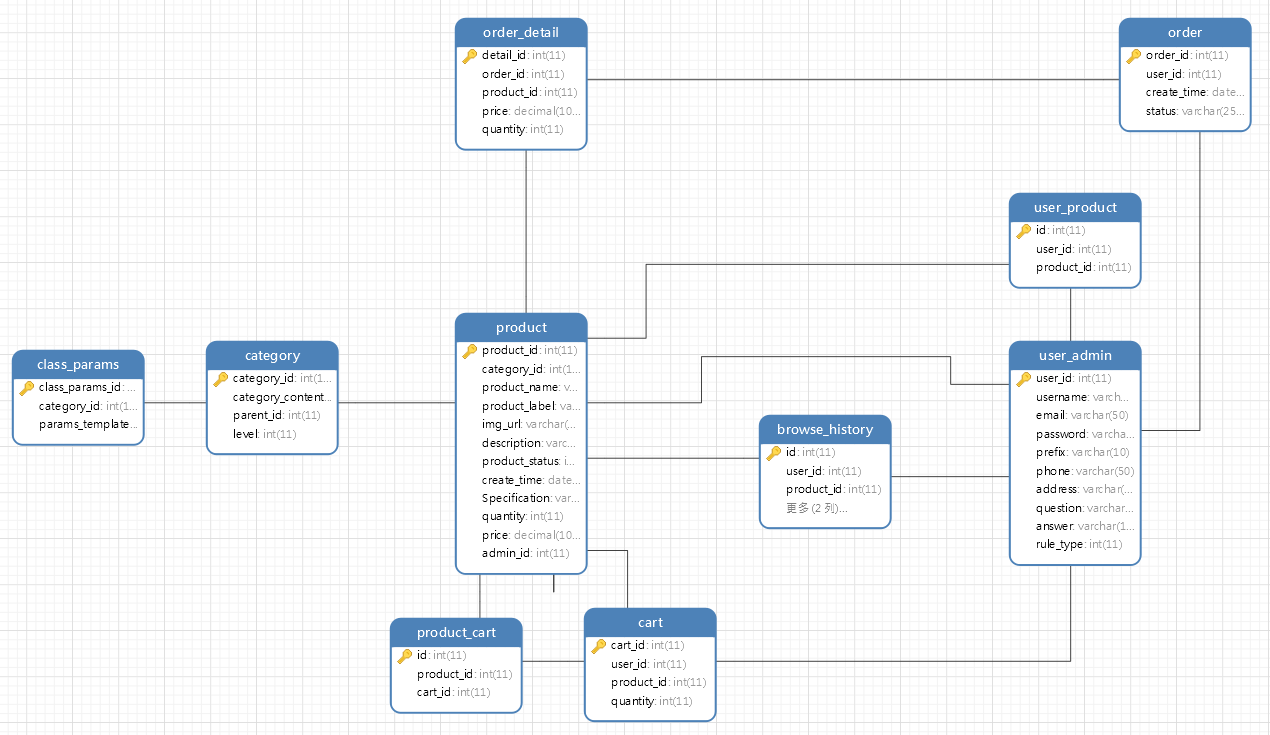 order_detail
detail_id: int(11)
order_id: int(11)
product_id: int(11)
price: decimal(10...
quantity: int(11)
order
order_id: int(11)
user_id: int(11)
create_time: date...
status: varchar(25...
user_product
id: int(11)
user_id: int(11)
product_id: int(11)
class_params
class_params_id: ...
category_id: int(1...
params_template...
category
category_id: int(1...
category_content...
parent_id: int(11)
level: int(11)
product
product_id: int(11)
category_id: int(1...
product_name: v...
product_label: va...
img_url: varchar(...
description: varc...
product_status: i...
create_time: date...
Specification: var...
quantity: int(11)
price: decimal(10...
admin_id: int(11)
browse_history
id: int(11)
user_id: int(11)
product_id: int(11)
更多 (2 列)...
user_admin
user_id: int(11)
username: varch...
email: varchar(50)
password: varcha...
prefix: varchar(10)
phone: varchar(50)
address: varchar(...
question: varchar...
answer: varchar(1...
rule_type: int(11)
product_cart
id: int(11)
product_id: int(11)
cart_id: int(11)
cart
cart_id: int(11)
user_id: int(11)
product_id: int(11)
quantity: int(11)